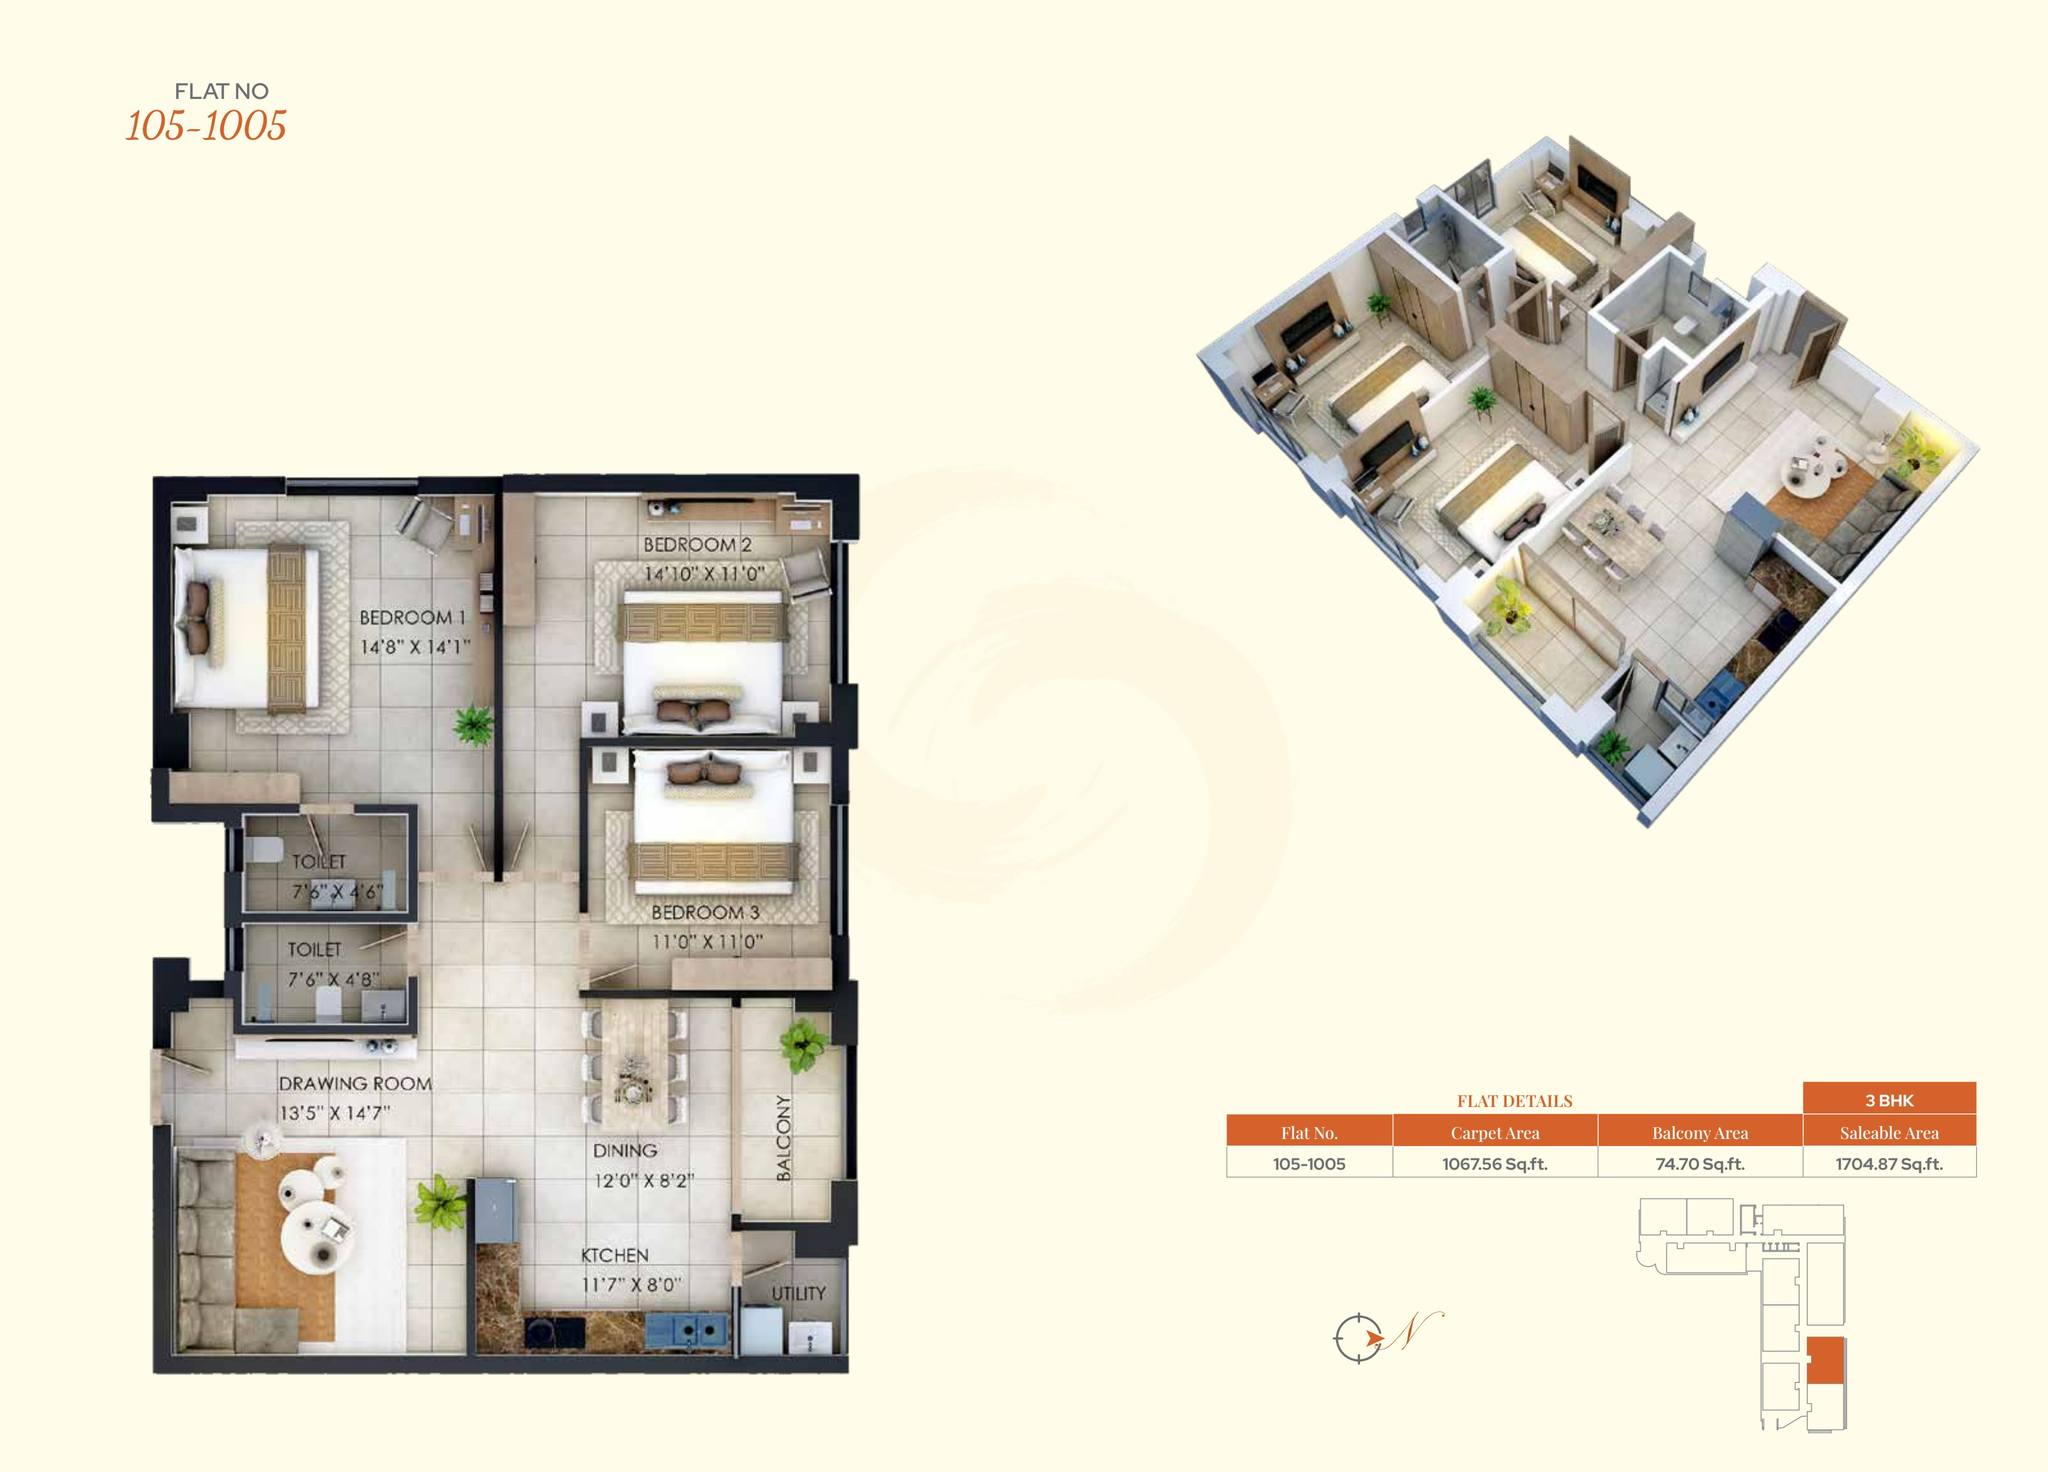 FLAT NO
105-1005
BEDROOM 1
14'8" X 14'1"
BEDROOM 2
14'10" X 11'0"
BEDROOM 3
11'0" X 11'0"
TOILET
7'6" X 4'6"
TOILET
7'6" X 4'8"
DRAWING ROOM
13'5" X 14'7"
DINING
12'0" X 8'2"
BALCONY
KTCHEN
11'7" X 8'0"
UTILITY
FLAT DETAILS 3 BHK
Flat No. Carpet Area Balcony Area Saleable Area
105-1005 1067.56 Sq.ft. 74.70 Sq.ft. 1704.87 Sq.ft.
N